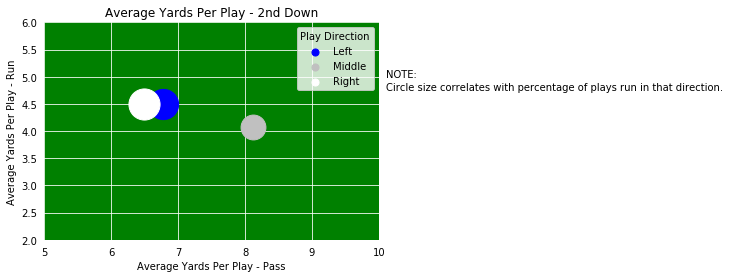 Average Yards Per Play - 2nd Down
6.0
5.5
5.0
4.5
4.0
3.5
3.0
2.5
2.0
Average Yards Per Play - Run
Play Direction
Left
Middle
Right
NOTE:
Circle size correlates with percentage of plays run in that direction.
5 6 7 8 9 10
Average Yards Per Play - Pass